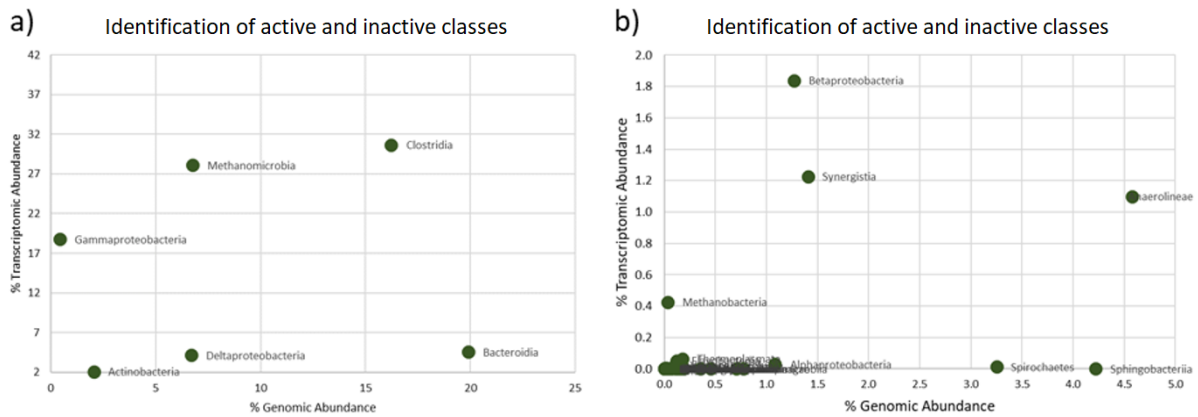 a)
Identification of active and inactive classes
% Transcriptomic Abundance
42
37
32
27
22
17
12
7
2
Clostridia
Methanomicrobia
Gammaproteobacteria
Deltaproteobacteria
Bacteroidia
Actinobacteria
0
5
10
15
20
25
% Genomic Abundance
b)
Identification of active and inactive classes
% Transcriptomic Abundance
2.0
1.8
1.6
1.4
1.2
1.0
0.8
0.6
0.4
0.2
0.0
Betaproteobacteria
Synergistia
naerolineae
Methanobacteria
Thermoplasmata
Alphaproteobacteria
Spirochaetes
Sphingobacteriia
0.0
0.5
1.0
1.5
2.0
2.5
3.0
3.5
4.0
4.5
5.0
% Genomic Abundance